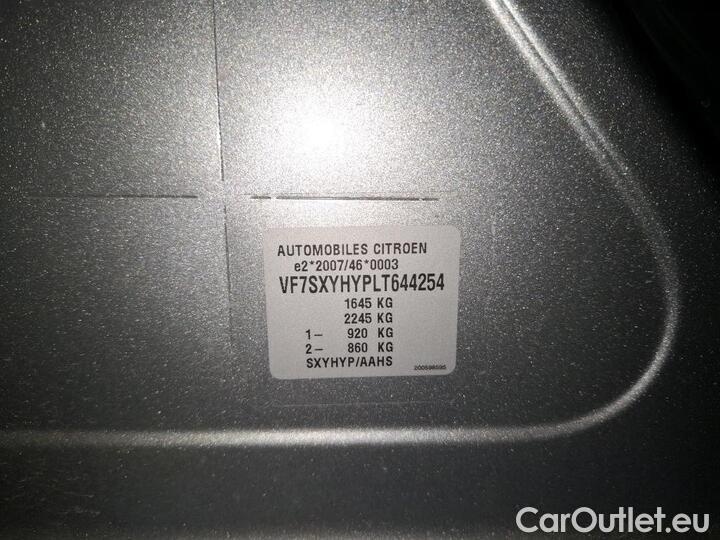 AUTOMOBILES CITROEN
e2*2007/46*0003
VF7SXYHYPLT644254
1645 KG
2245 KG
1- 920 KG
2- 860 KG
SXYHYP/AAHS
200598595
CarOutlet.eu